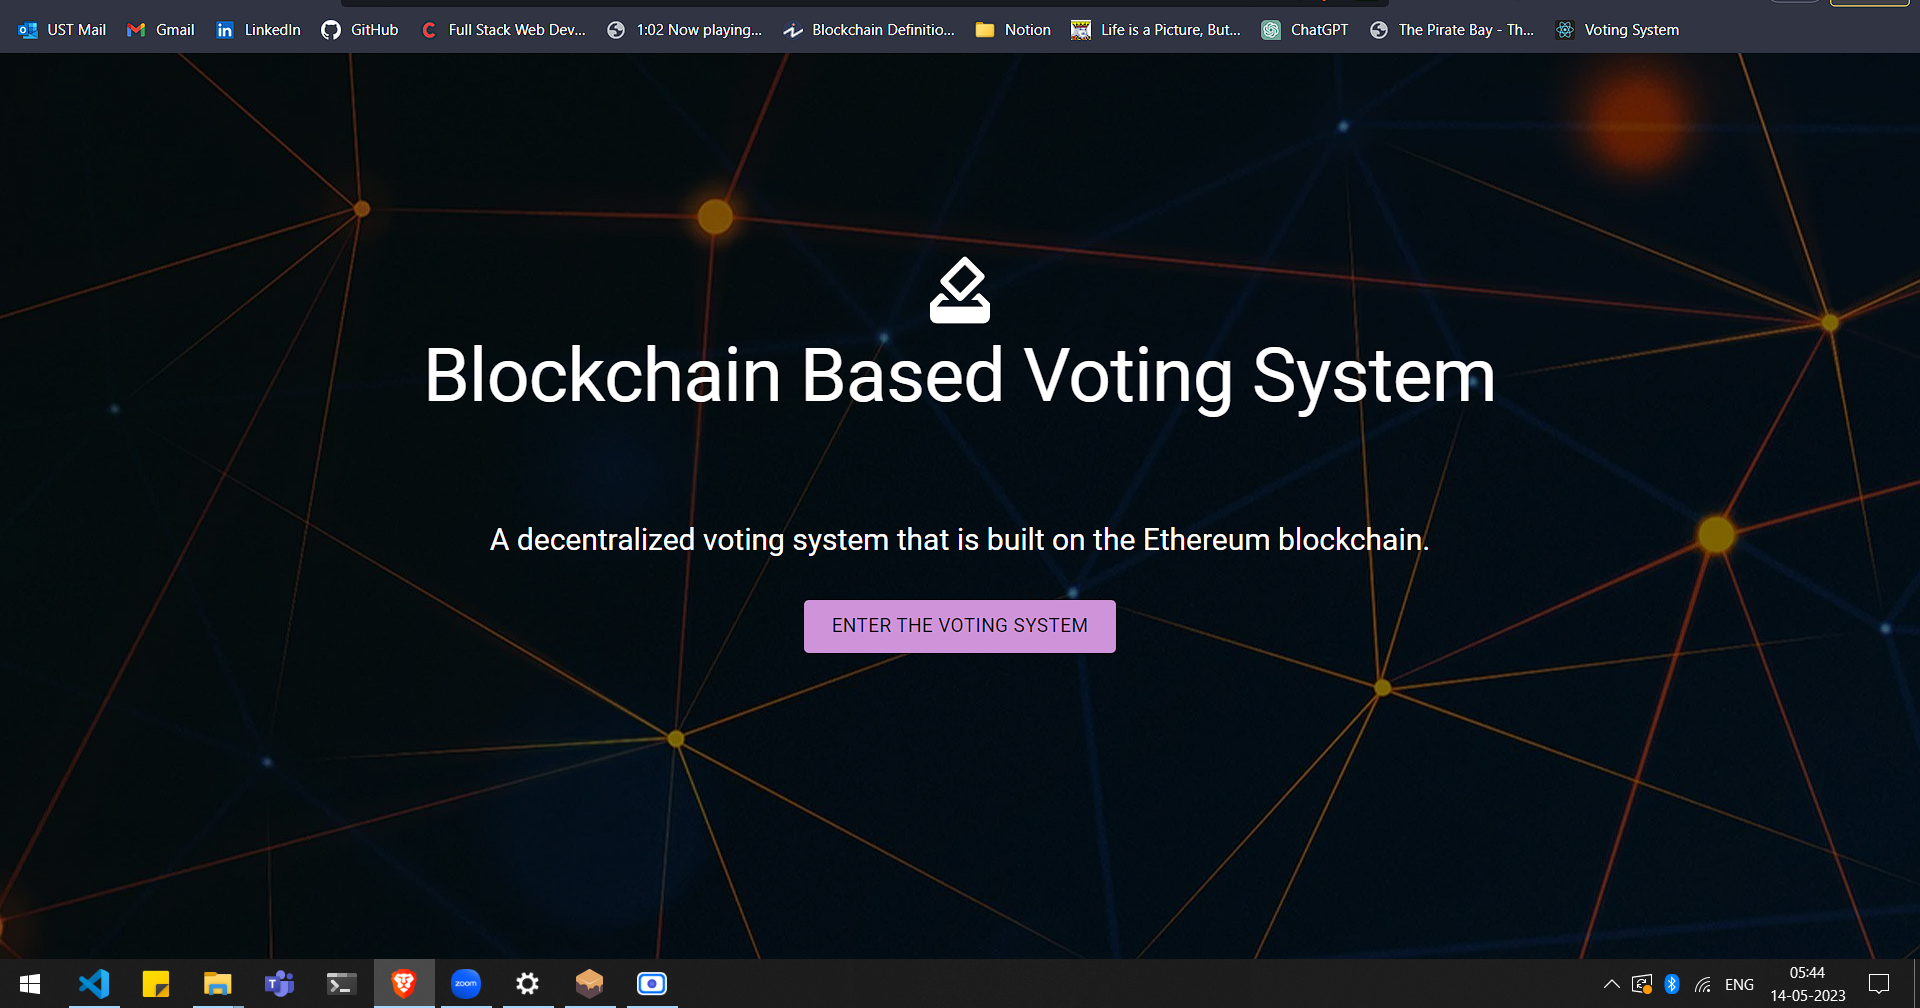 UST Mail Gmail LinkedIn GitHub Full Stack Web Dev... 1:02 Now playing... Blockchain Definitio... Notion Life is a Picture, But... ChatGPT The Pirate Bay - Th... Voting System
Blockchain Based Voting System
A decentralized voting system that is built on the Ethereum blockchain.
ENTER THE VOTING SYSTEM
zoom ENG 05:44
14-05-2023